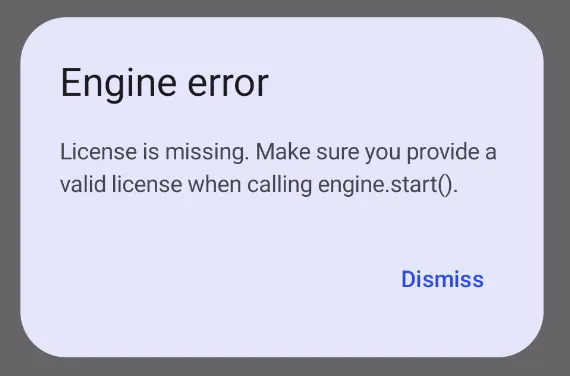 Engine error
License is missing. Make sure you provide a
valid license when calling engine.start().
Dismiss